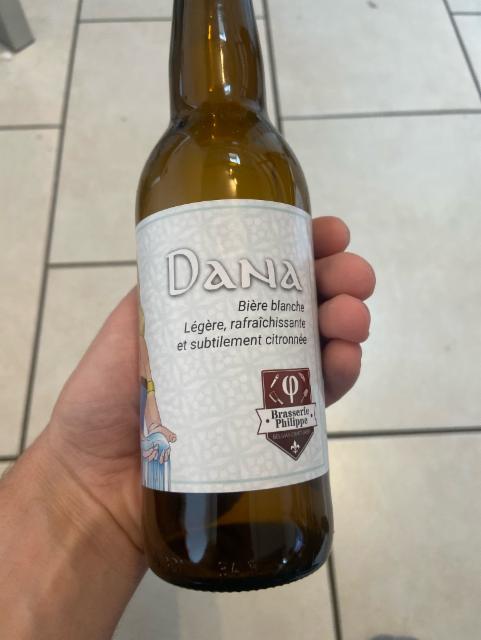 Dana
Bière blanche
Légère, rafraîchissante
et subtilement citronnée
φ
Brasserie
Philippe